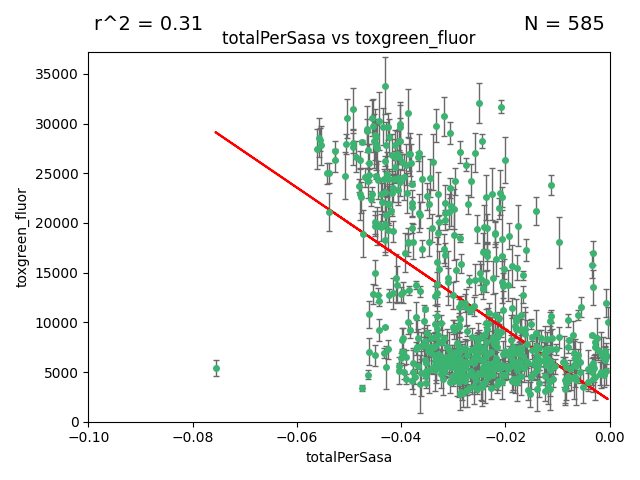 r^2 = 0.31
N = 585
totalPerSasa vs toxgreen_fluor
35000
30000
25000
20000
15000
10000
5000
0
toxgreen_fluor
−0.10
−0.08
−0.06
−0.04
−0.02
0.00
totalPerSasa